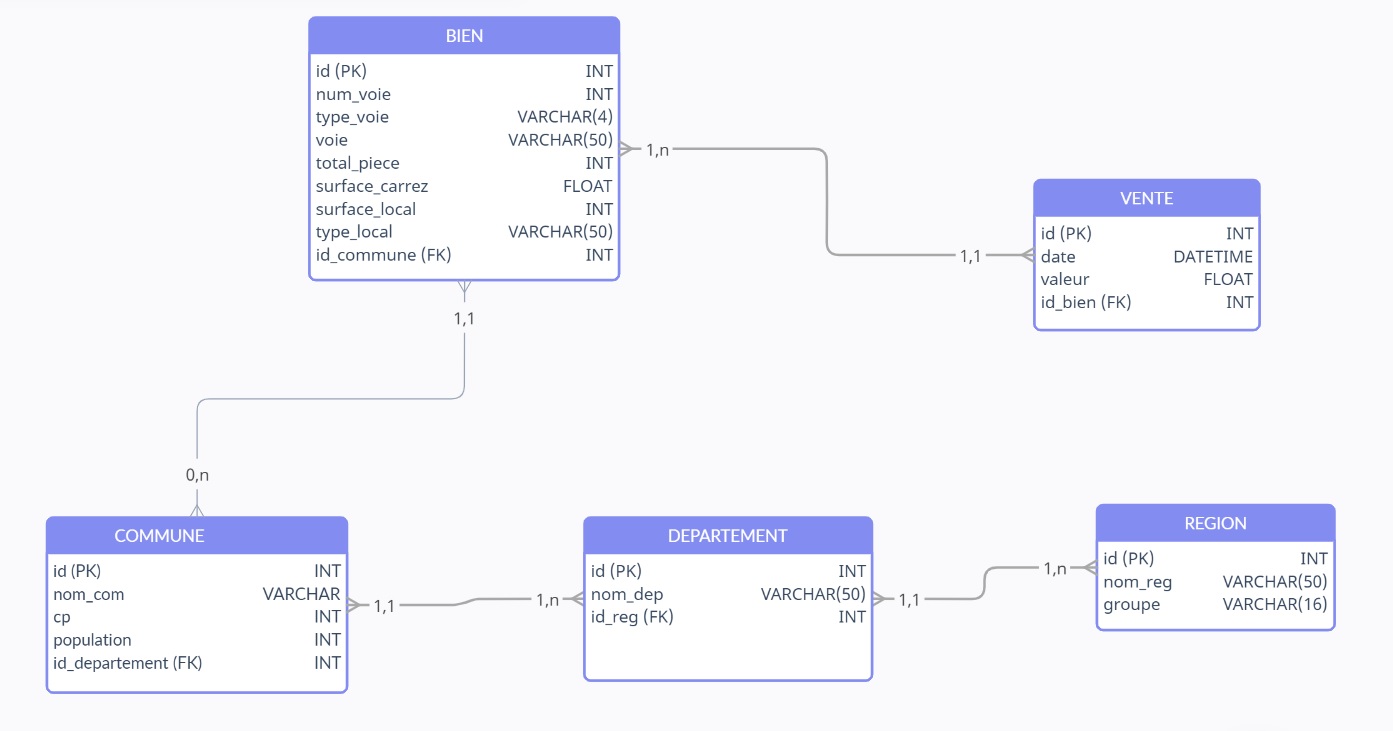 BIEN
id (PK) INT
num_voie INT
type_voie VARCHAR(4)
voie VARCHAR(50)
total_piece INT
surface_carrez FLOAT
surface_local INT
type_local VARCHAR(50)
id_commune (FK) INT
1,n
1,1
VENTE
id (PK) INT
date DATETIME
valeur FLOAT
id_bien (FK) INT
1,1
0,n
COMMUNE
id (PK) INT
nom_com VARCHAR
cp INT
population INT
id_departement (FK) INT
1,1
1,n
DEPARTEMENT
id (PK) INT
nom_dep VARCHAR(50)
id_reg (FK) INT
1,1
1,n
REGION
id (PK) INT
nom_reg VARCHAR(50)
groupe VARCHAR(16)